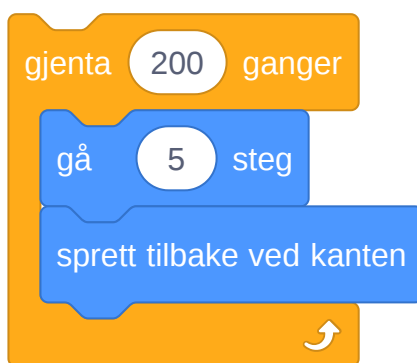 gjenta 200 ganger
gå 5 steg
sprett tilbake ved kanten